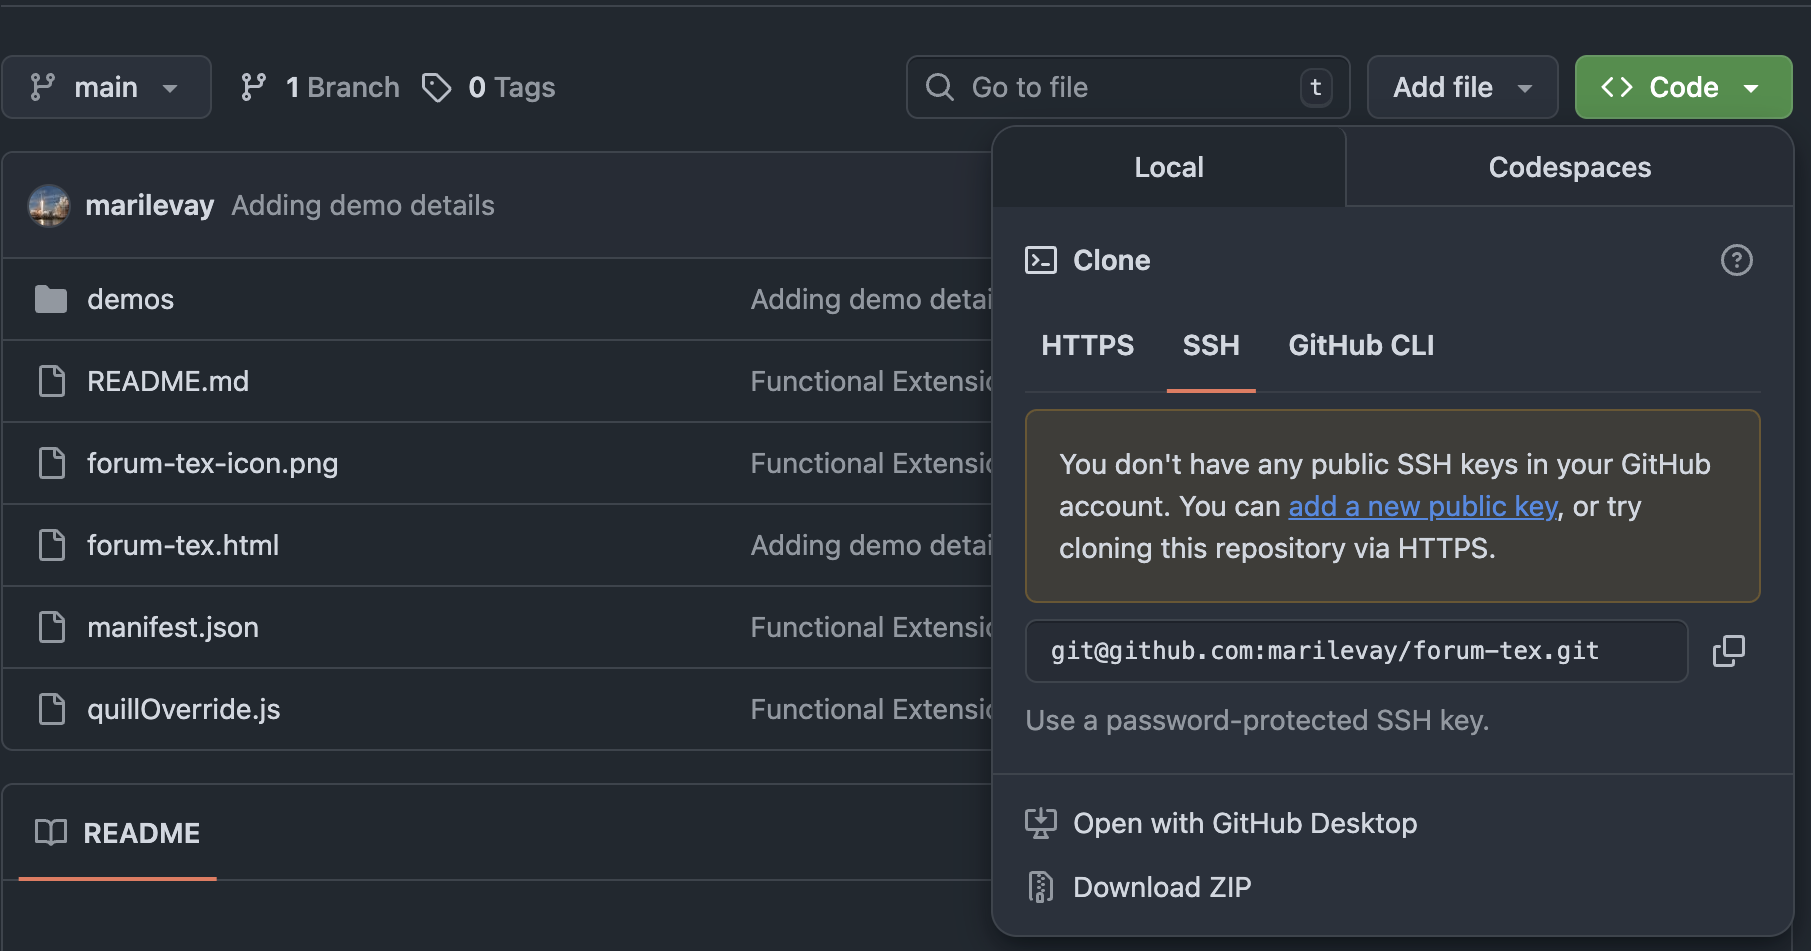 main 1 Branch 0 Tags Go to file t Add file Code
Local Codespaces
marilevay Adding demo details
Clone
demos Adding demo detai
HTTPS SSH GitHub CLI
README.md Functional Extensio
forum-tex-icon.png Functional Extensio
You don't have any public SSH keys in your GitHub
account. You can add a new public key, or try
cloning this repository via HTTPS.
forum-tex.html Adding demo detai
manifest.json Functional Extensio
git@github.com:marilevay/forum-tex.git
quillOverride.js Functional Extensio
Use a password-protected SSH key.
README
Open with GitHub Desktop
Download ZIP